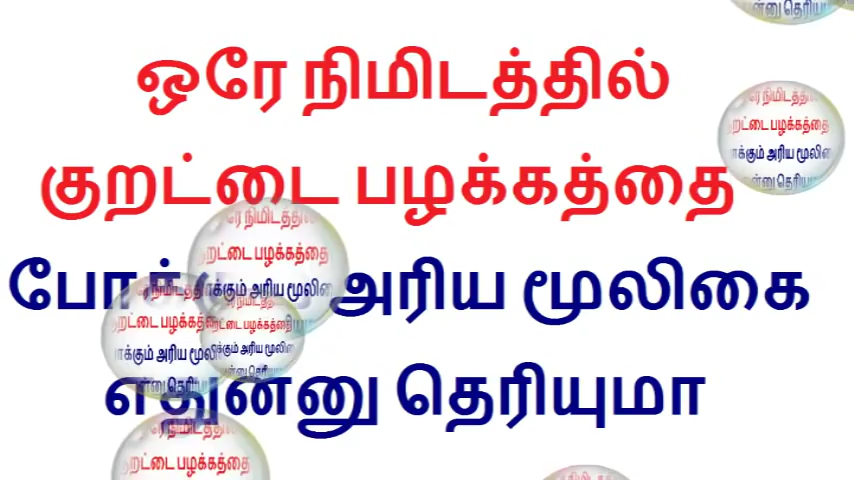 ஒரே நிமிடத்தில்
குறட்டை பழக்கத்தை
போக்கும் அரிய மூலிகை
எதுன்னு தெரியுமா